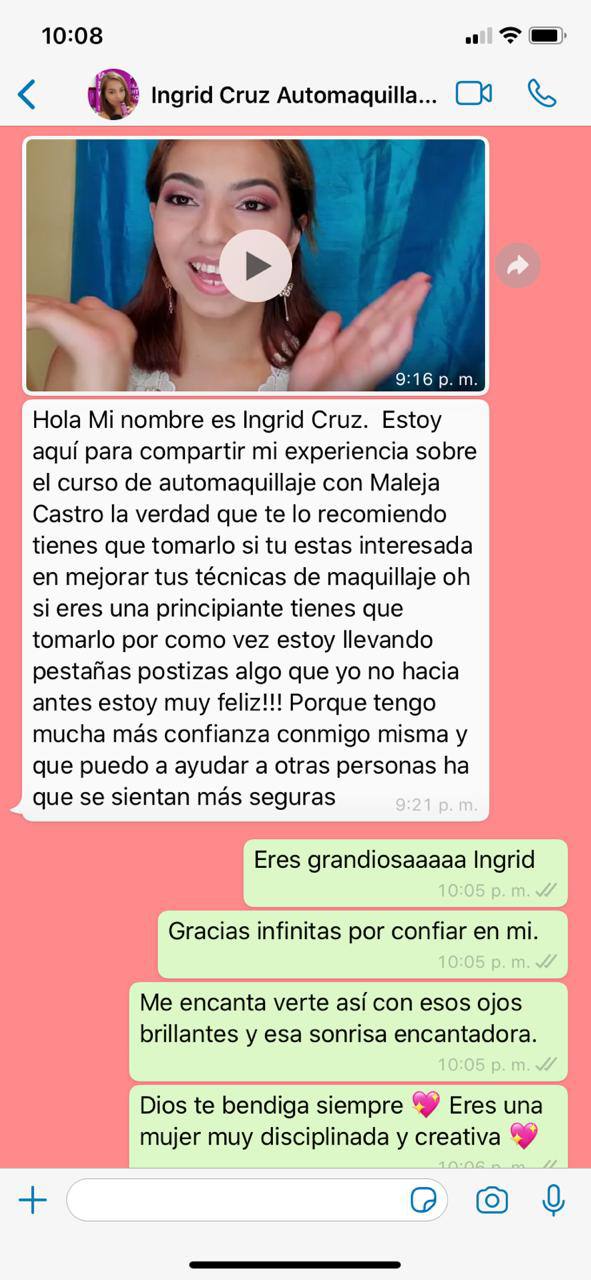 10:08
Ingrid Cruz Automaquilla...
9:16 p. m.
Hola Mi nombre es Ingrid Cruz.  Estoy
aquí para compartir mi experiencia sobre
el curso de automaquillaje con Maleja
Castro la verdad que te lo recomiendo
tienes que tomarlo si tu estas interesada
en mejorar tus técnicas de maquillaje oh
si eres una principiante tienes que
tomarlo por como vez estoy llevando
pestañas postizas algo que yo no hacia
antes estoy muy feliz!!! Porque tengo
mucha más confianza conmigo misma y
que puedo a ayudar a otras personas ha
que se sientan más seguras
9:21 p. m.
Eres grandiosaaaaa Ingrid
10:05 p. m.
Gracias infinitas por confiar en mi.
10:05 p. m.
Me encanta verte así con esos ojos
brillantes y esa sonrisa encantadora.
10:05 p. m.
Dios te bendiga siempre 💖 Eres una
mujer muy disciplinada y creativa 💖
10:06 p. m.